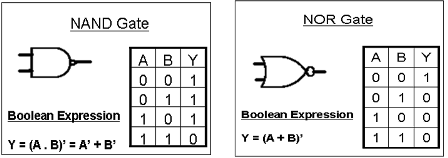 NAND Gate
A B Y
0 0 1
0 1 1
1 0 1
1 1 0
Boolean Expression
Y = (A . B)' = A' + B'
NOR Gate
A B Y
0 0 1
0 1 0
1 0 0
1 1 0
Boolean Expression
Y = (A + B)'